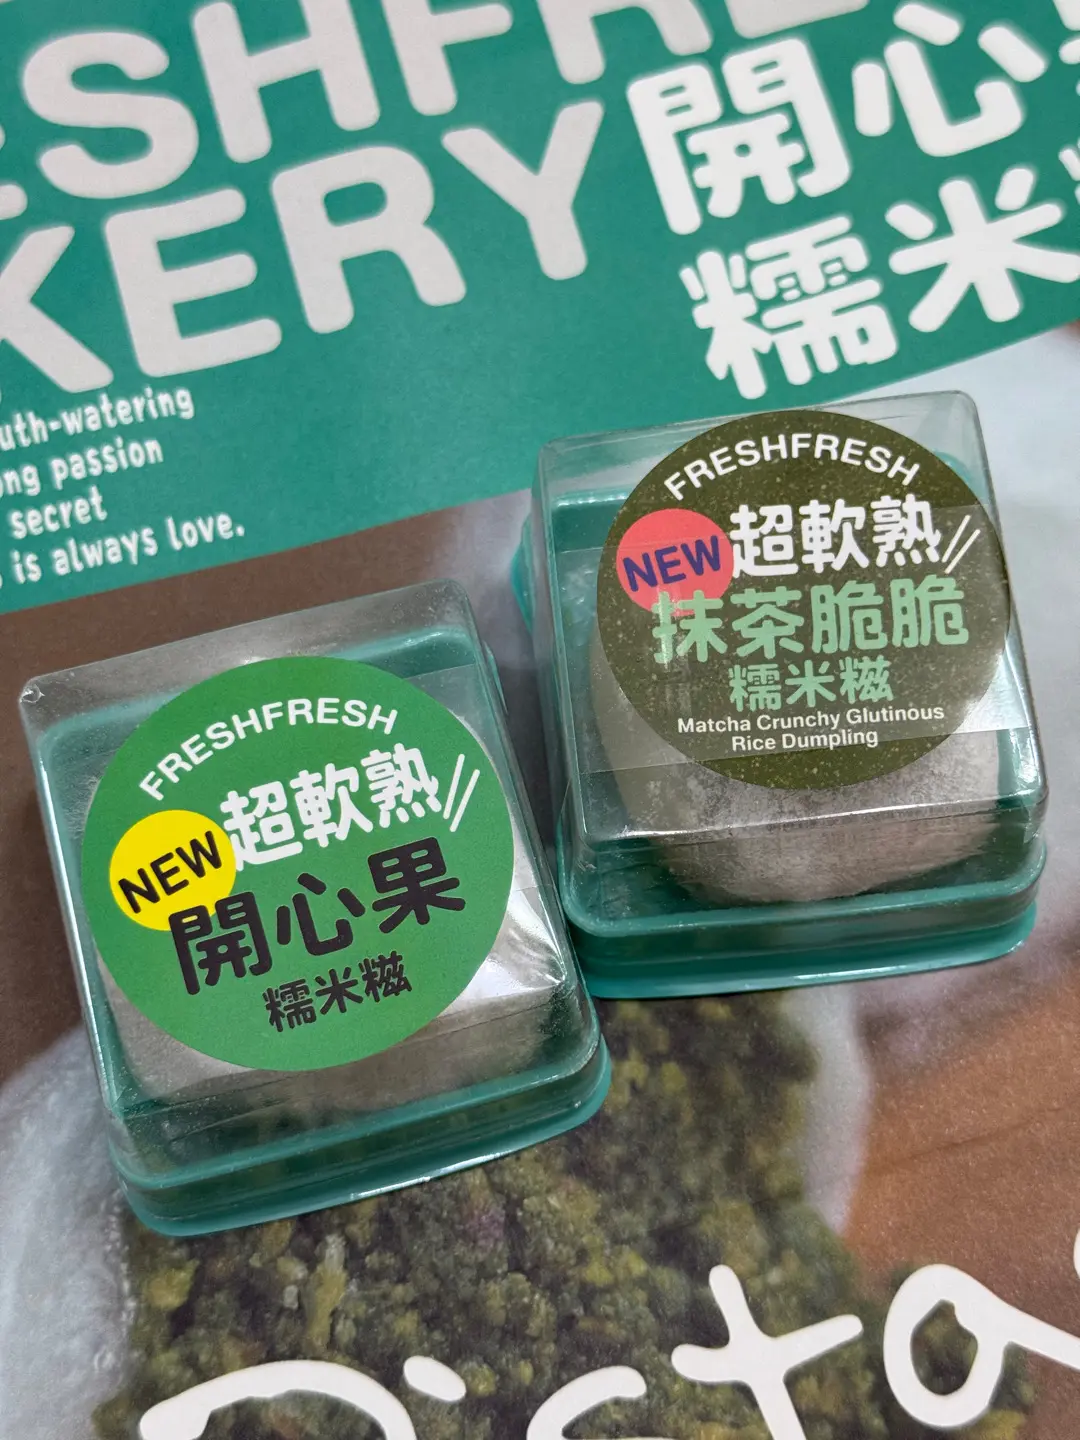 SHFRE
KERY
開心
糯米
uth-watering
ng passion
secret
is always love.
FRESHFRESH
NEW
超軟熟
抹茶脆脆
糯米糍
Matcha Crunchy Glutinous
Rice Dumpling
FRESHFRESH
NEW
超軟熟
開心果
糯米糍
Pista